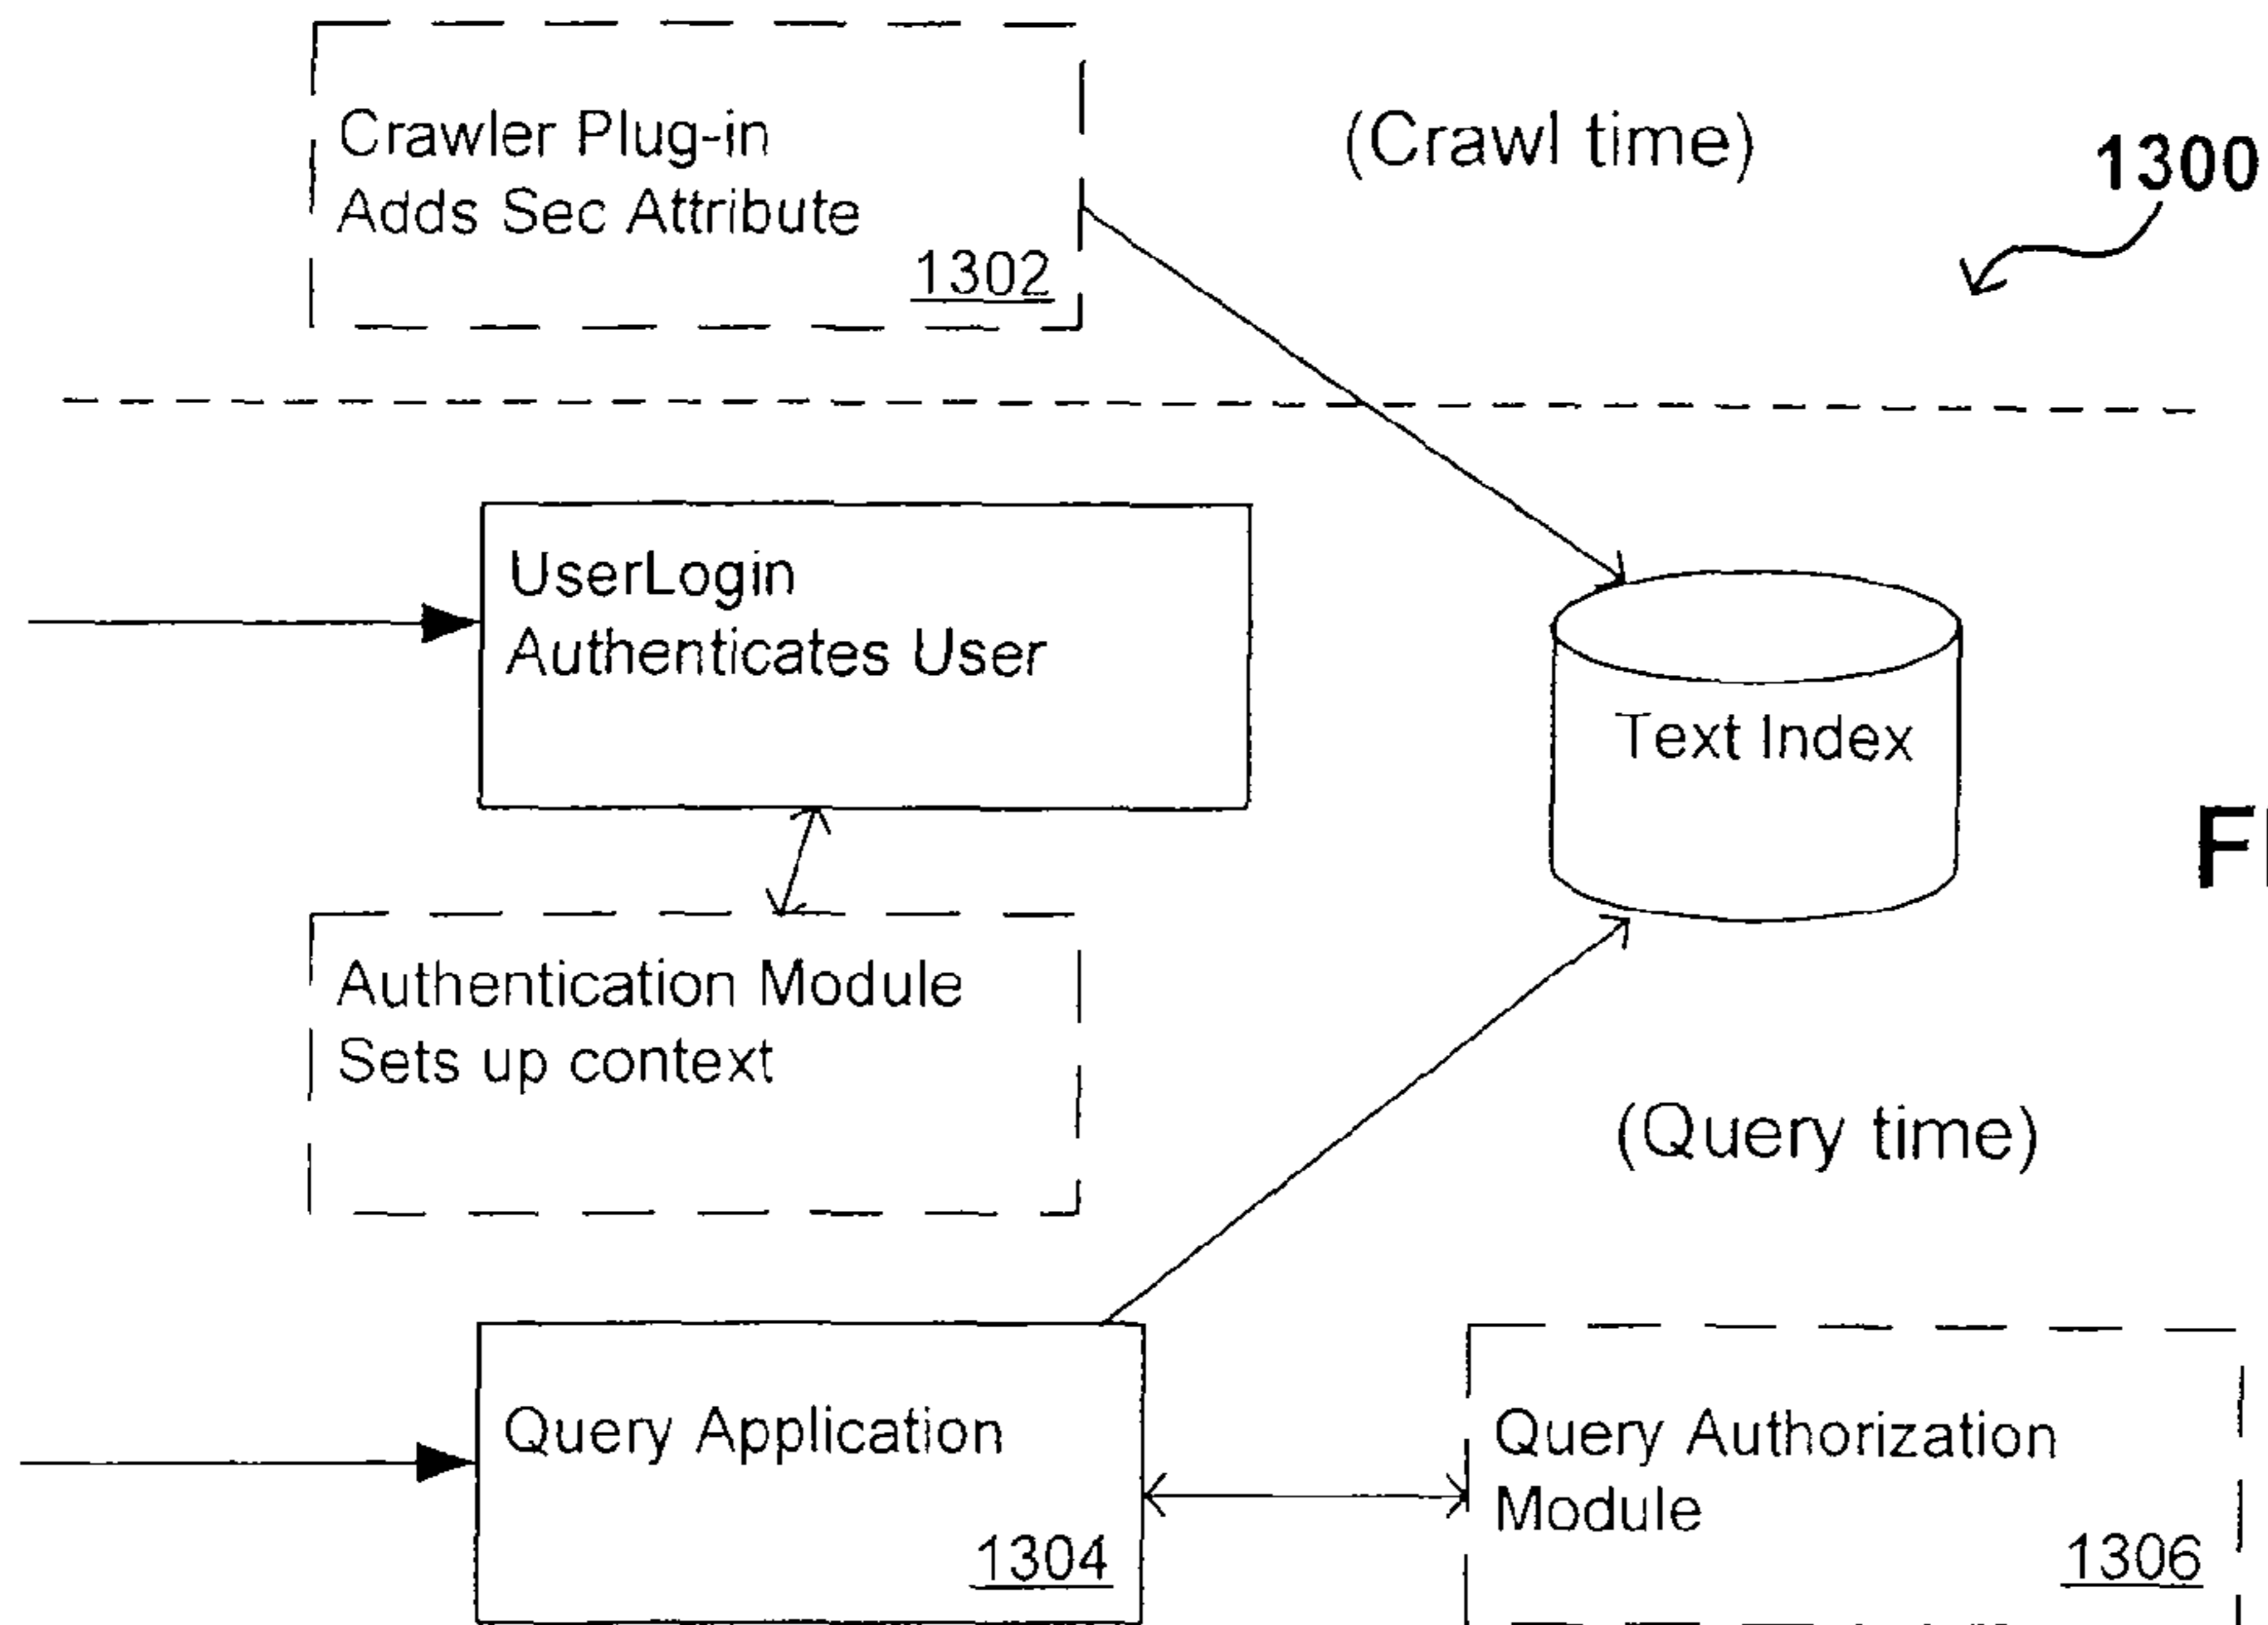 Crawler Plug-in
Adds Sec Attribute
1302
(Crawl time)
1300
UserLogin
Authenticates User
Text Index
Authentication Module
Sets up context
(Query time)
Query Application
1304
Query Authorization
Module
1306